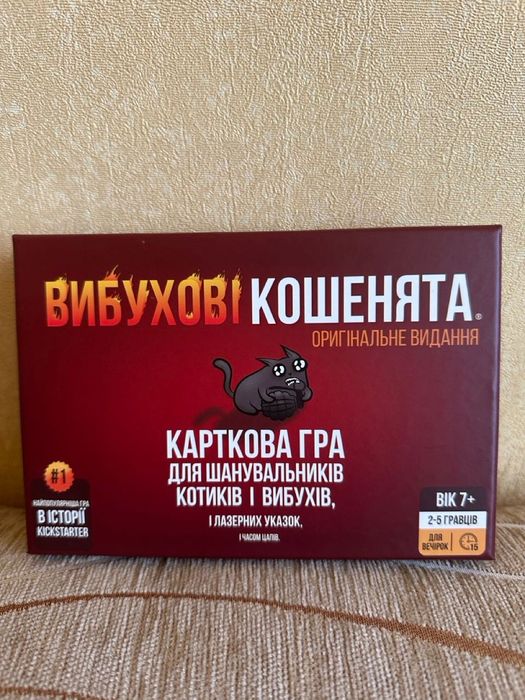 ВИБУХОВІ КОШЕНЯТА®
ОРИГІНАЛЬНЕ ВИДАННЯ
КАРТКОВА ГРА
ДЛЯ ШАНУВАЛЬНИКІВ
КОТИКІВ І ВИБУХІВ,
І ЛАЗЕРНИХ УКАЗОК,
І ЧАСОМ ЦАПІВ.
#1
НАЙПОПУЛЯРНІША ГРА
В ІСТОРІЇ
KICKSTARTER
ВІК 7+
2-5 ГРАВЦІВ
ДЛЯ
ВЕЧІРОК
15